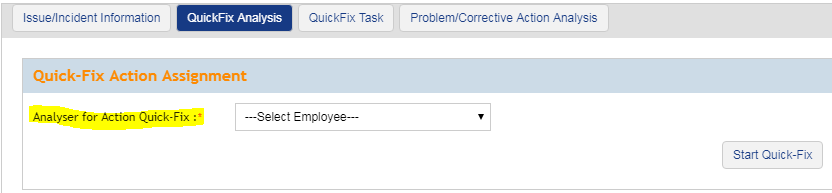 Issue/Incident Information QuickFix Analysis QuickFix Task Problem/Corrective Action Analysis
Quick-Fix Action Assignment
Analyser for Action Quick-Fix :* ---Select Employee---
Start Quick-Fix